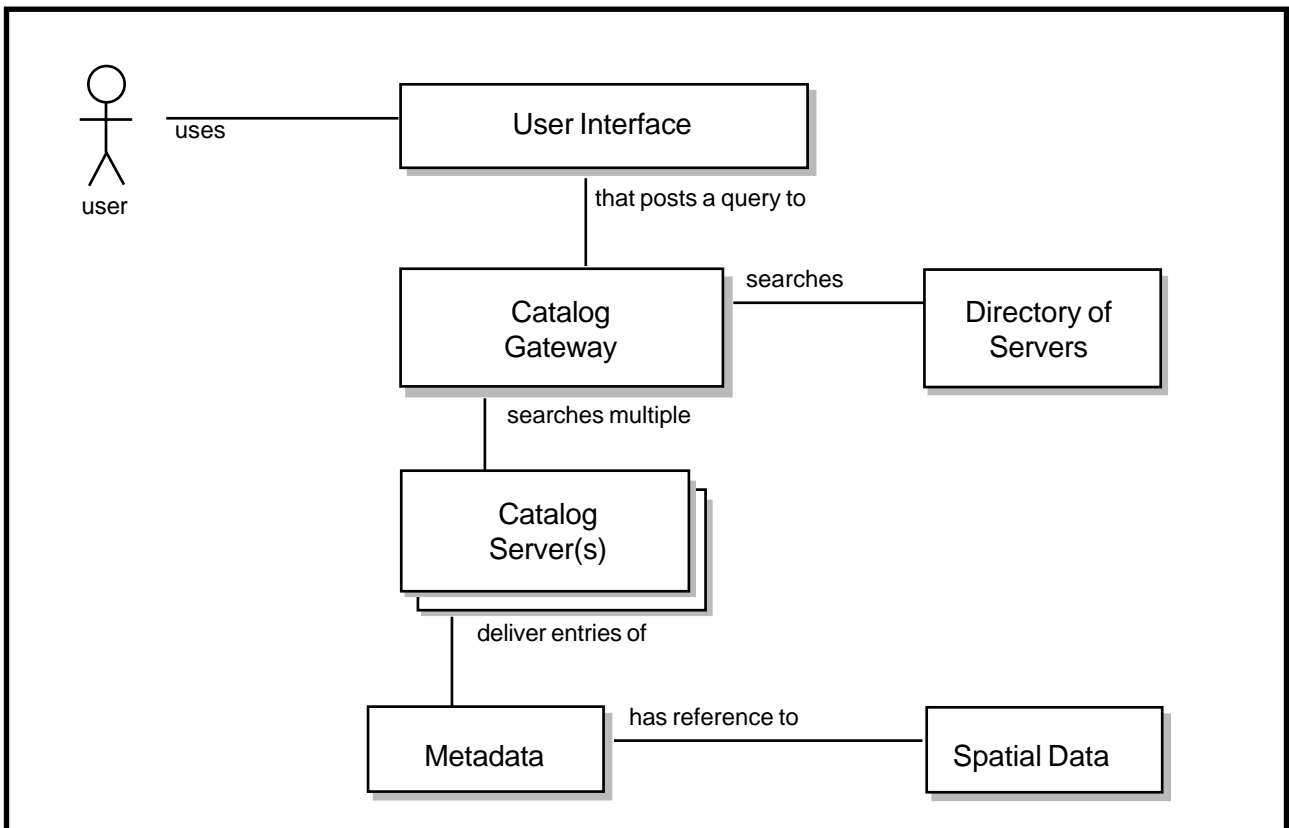 User Interface
uses
user
that posts a query to
searches
Catalog
Gateway
Directory of
Servers
searches multiple
Catalog
Server(s)
deliver entries of
has reference to
Metadata
Spatial Data